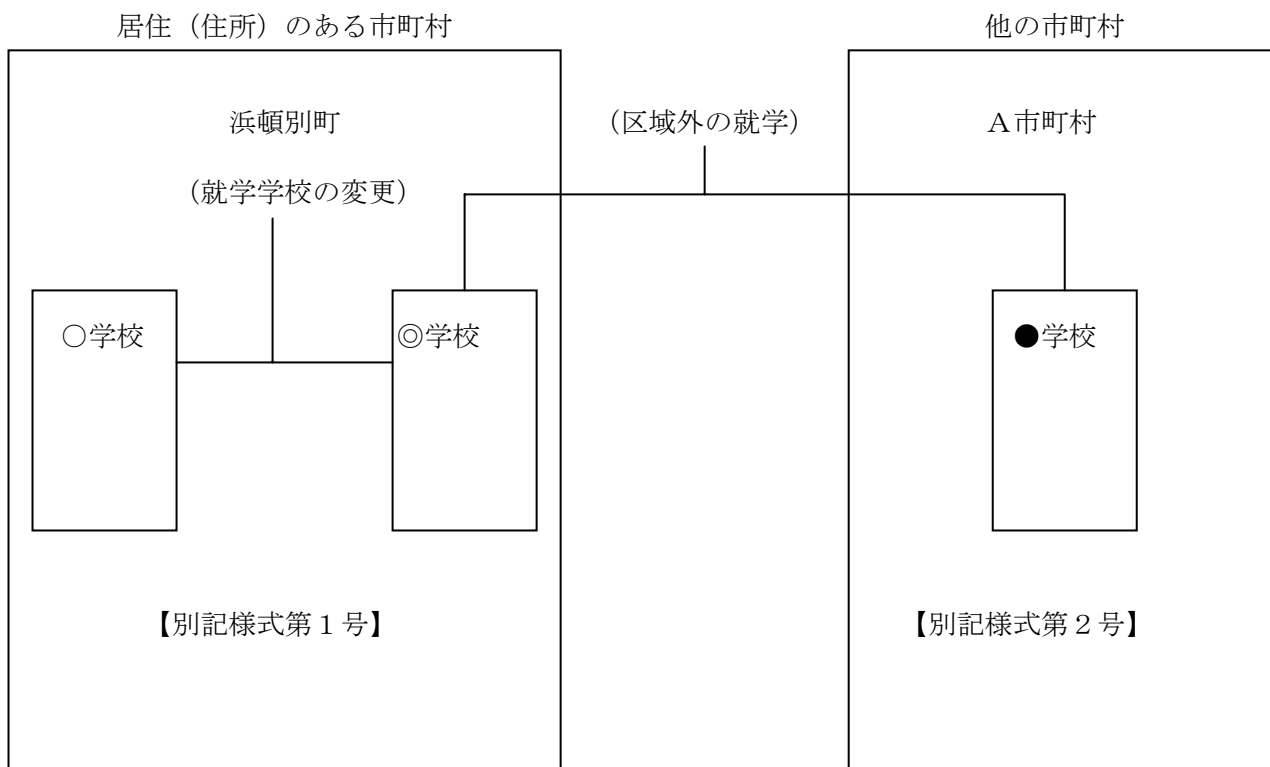 居住（住所）のある市町村
他の市町村
浜頓別町
（区域外の就学）
Ａ市町村
（就学学校の変更）
○学校
◎学校
●学校
【別記様式第１号】
【別記様式第２号】